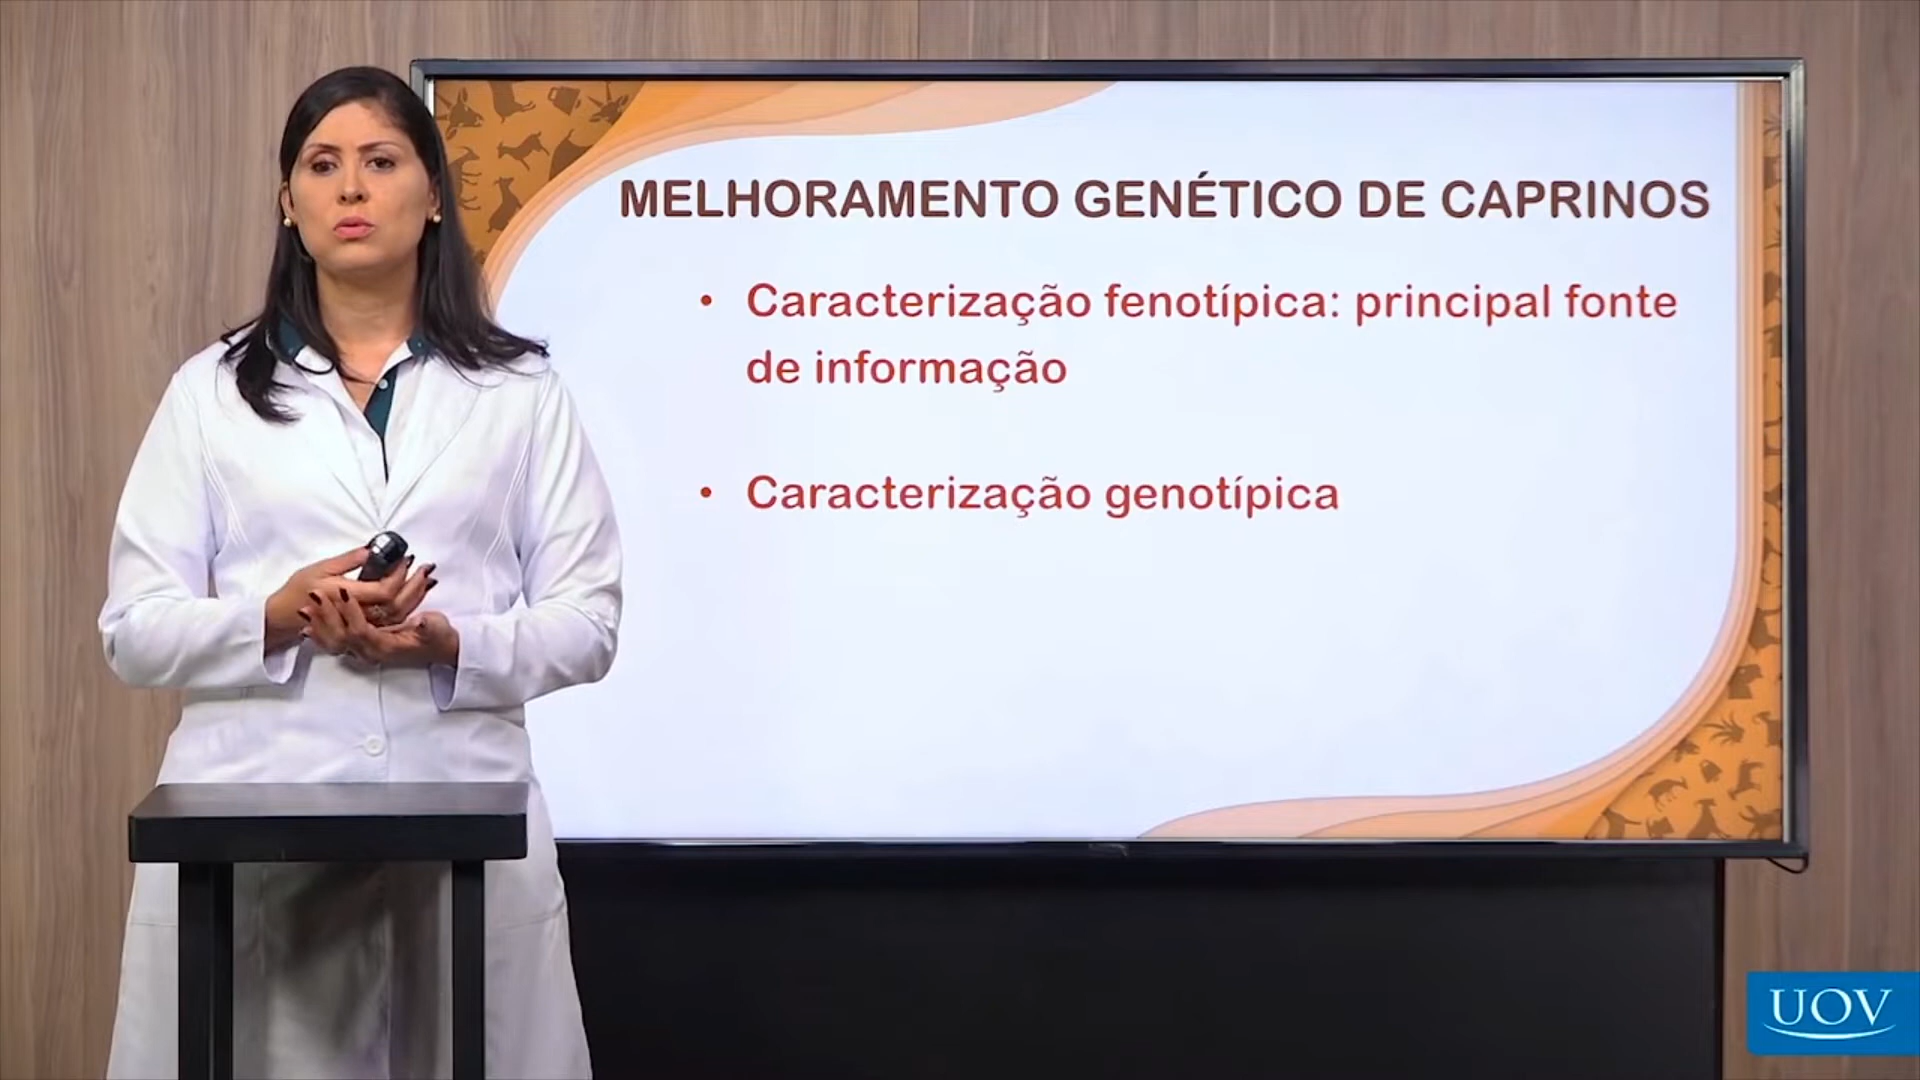 MELHORAMENTO GENÉTICO DE CAPRINOS
• Caracterização fenotípica: principal fonte
de informação
• Caracterização genotípica
UOV